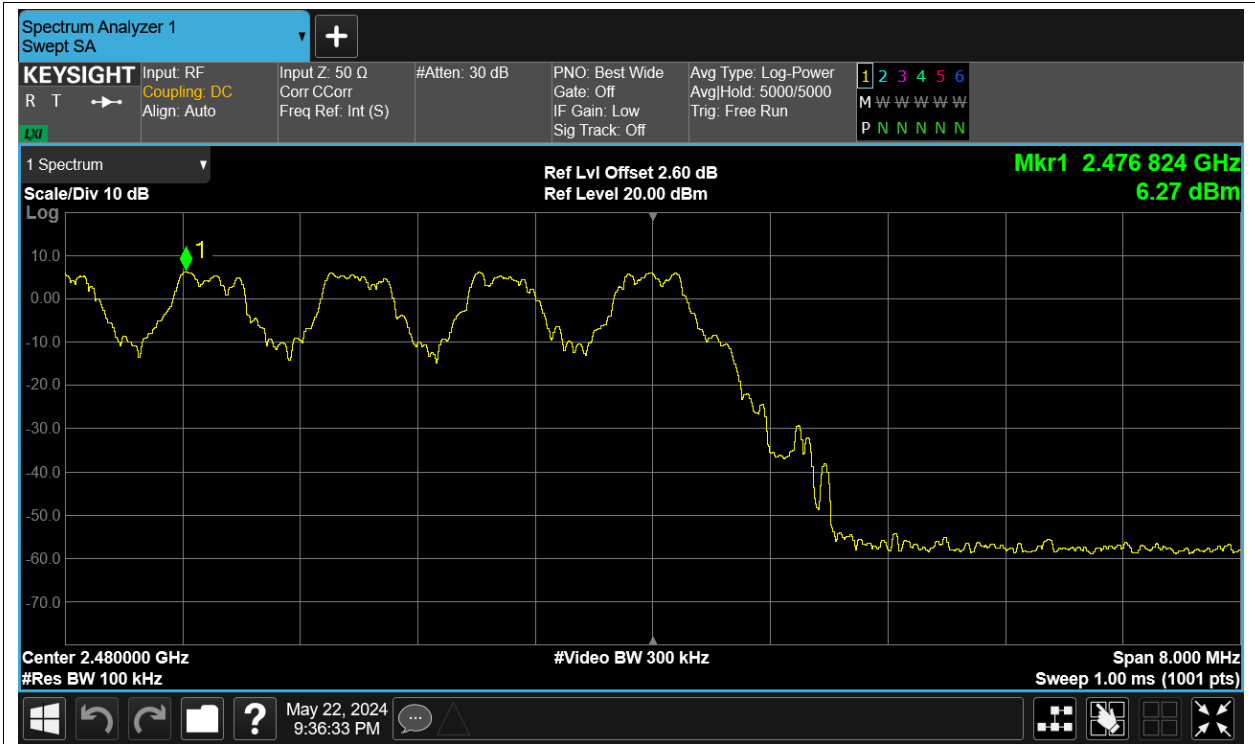 Spectrum Analyzer 1
Swept SA
KEYSIGHT
R T
LXI
Input: RF
Coupling: DC
Align: Auto
Input Z: 50 Ω
Corr CCorr
Freq Ref: Int (S)
#Atten: 30 dB
PNO: Best Wide
Gate: Off
IF Gain: Low
Sig Track: Off
Avg Type: Log-Power
Avg|Hold: 5000/5000
Trig: Free Run
1 2 3 4 5 6
M W W W W W
P N N N N N
1 Spectrum
Scale/Div 10 dB
Log
Ref Lvl Offset 2.60 dB
Ref Level 20.00 dBm
Mkr1 2.476 824 GHz
6.27 dBm
1
10.0
0.00
-10.0
-20.0
-30.0
-40.0
-50.0
-60.0
-70.0
Center 2.480000 GHz
#Res BW 100 kHz
#Video BW 300 kHz
Span 8.000 MHz
Sweep 1.00 ms (1001 pts)
?
May 22, 2024
9:36:33 PM